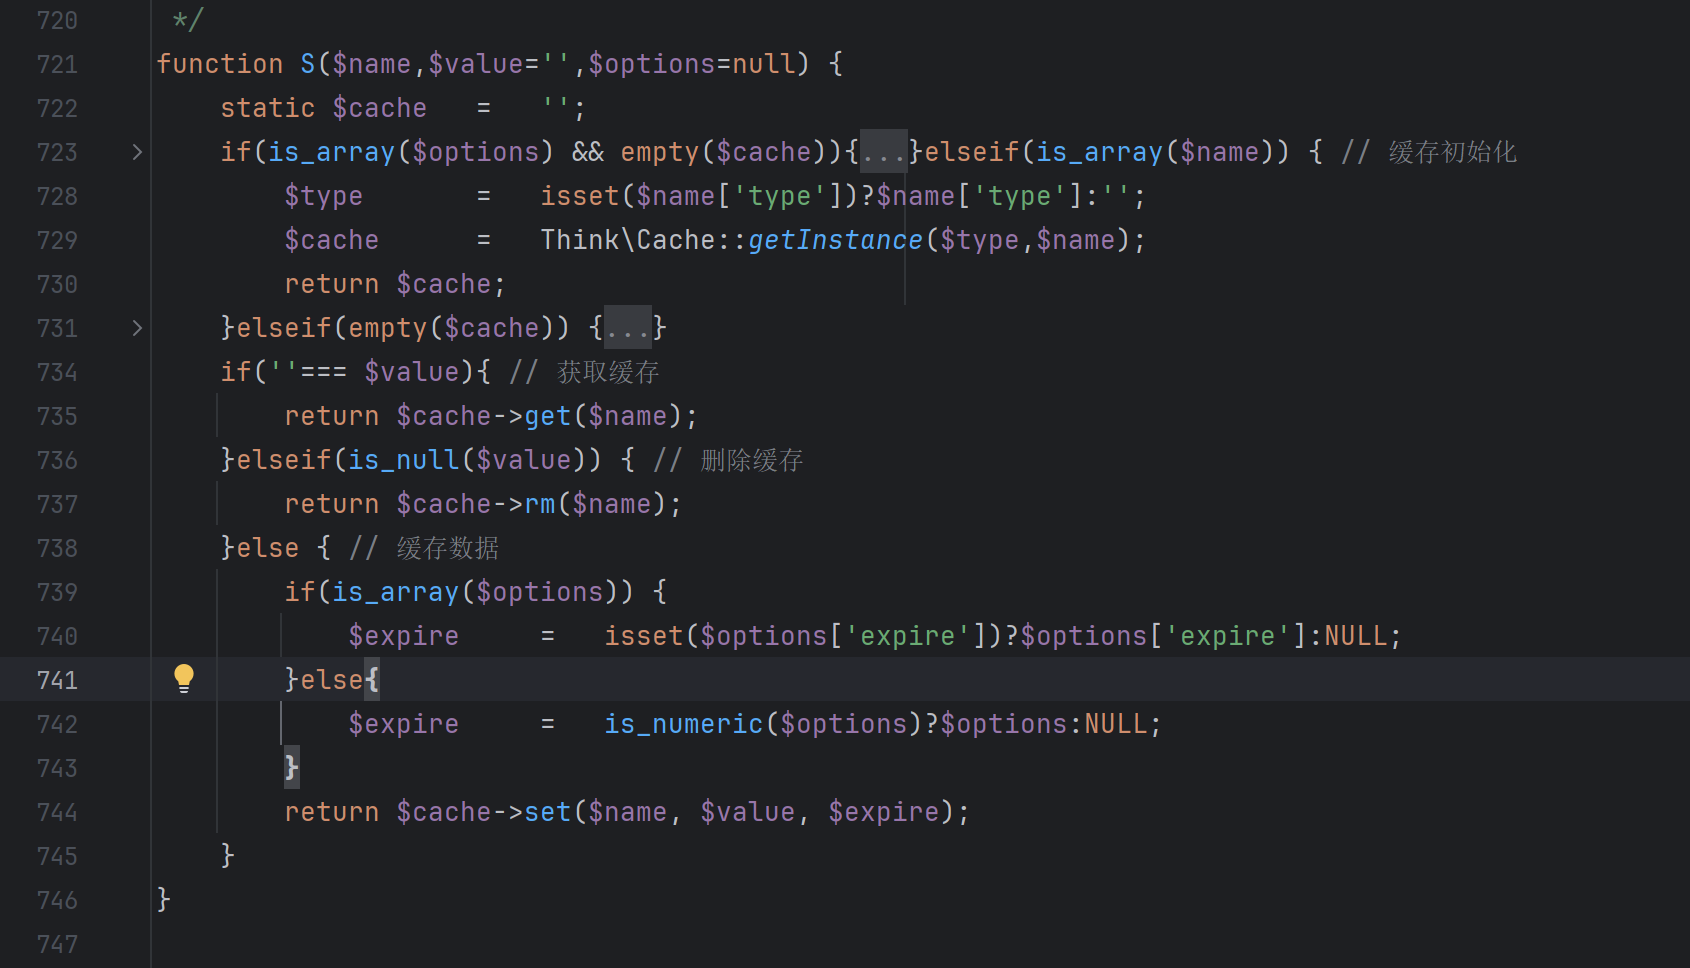 720 */
721 function S($name,$value='',$options=null) {
722 static $cache = '';
723 if(is_array($options) && empty($cache)){...}elseif(is_array($name)) { // 缓存初始化
728 $type = isset($name['type'])?$name['type']:'';
729 $cache = Think\Cache::getInstance($type,$name);
730 return $cache;
731 }elseif(empty($cache)) {...}
734 if(''=== $value){ // 获取缓存
735 return $cache->get($name);
736 }elseif(is_null($value)) { // 删除缓存
737 return $cache->rm($name);
738 }else { // 缓存数据
739 if(is_array($options)) {
740 $expire = isset($options['expire'])?$options['expire']:NULL;
741 }else{
742 $expire = is_numeric($options)?$options:NULL;
743 }
744 return $cache->set($name, $value, $expire);
745 }
746 }
747